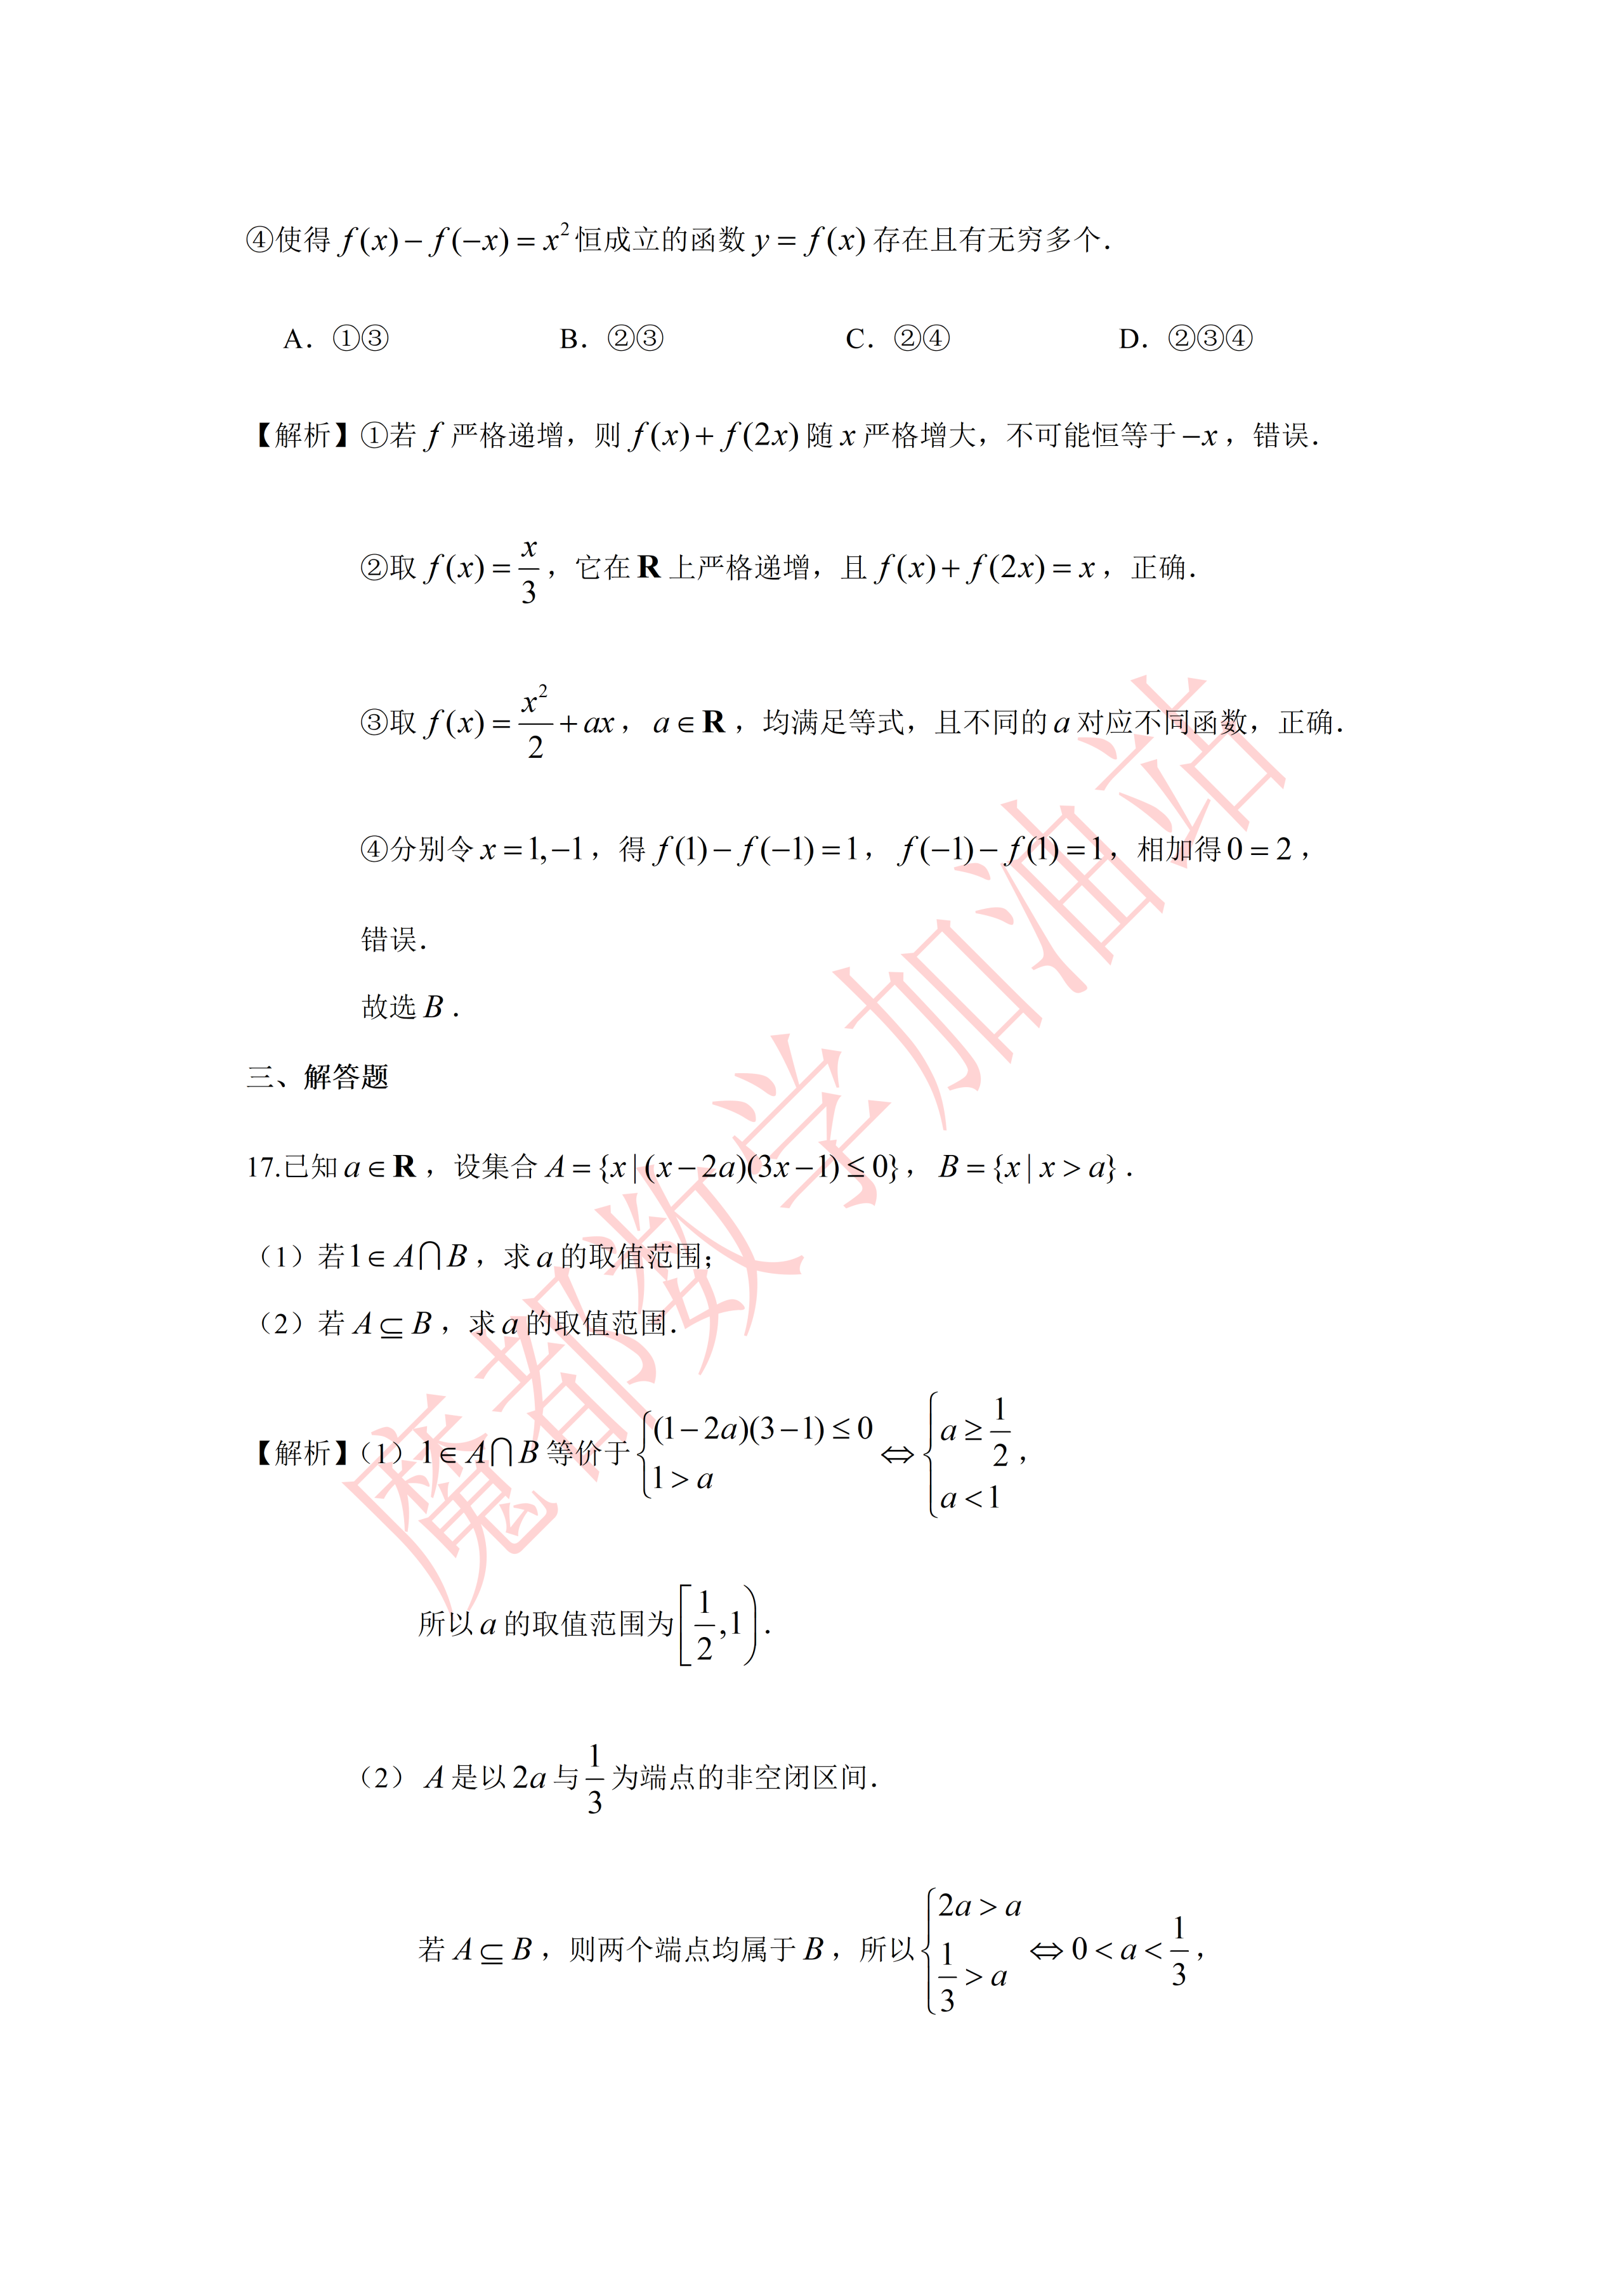 ④使得 f(x) − f(−x) = x² 恒成立的函数 y = f(x) 存在且有无穷多个.
A. ①③ B. ②③ C. ②④ D. ②③④
【解析】①若 f 严格递增，则 f(x) + f(2x) 随 x 严格增大，不可能恒等于 −x，错误.
②取 f(x) = x/3，它在 R 上严格递增，且 f(x) + f(2x) = x，正确.
③取 f(x) = x²/2 + ax，a ∈ R，均满足等式，且不同的 a 对应不同函数，正确.
④分别令 x = 1, −1，得 f(1) − f(−1) = 1，f(−1) − f(1) = 1，相加得 0 = 2，
错误.
故选 B.
三、解答题
17.已知 a ∈ R，设集合 A = {x | (x − 2a)(3x − 1) ≤ 0}，B = {x | x > a}.
（1）若 1 ∈ A⋂B，求 a 的取值范围；
（2）若 A ⊆ B，求 a 的取值范围.
【解析】（1）1 ∈ A⋂B 等价于 {(1 − 2a)(3 − 1) ≤ 0, 1 > a ⇔ {a ≥ 1/2, a < 1，
所以 a 的取值范围为 [1/2, 1).
（2）A 是以 2a 与 1/3 为端点的非空闭区间.
若 A ⊆ B，则两个端点均属于 B，所以 {2a > a, 1/3 > a ⇔ 0 < a < 1/3，
魔都数学加油站